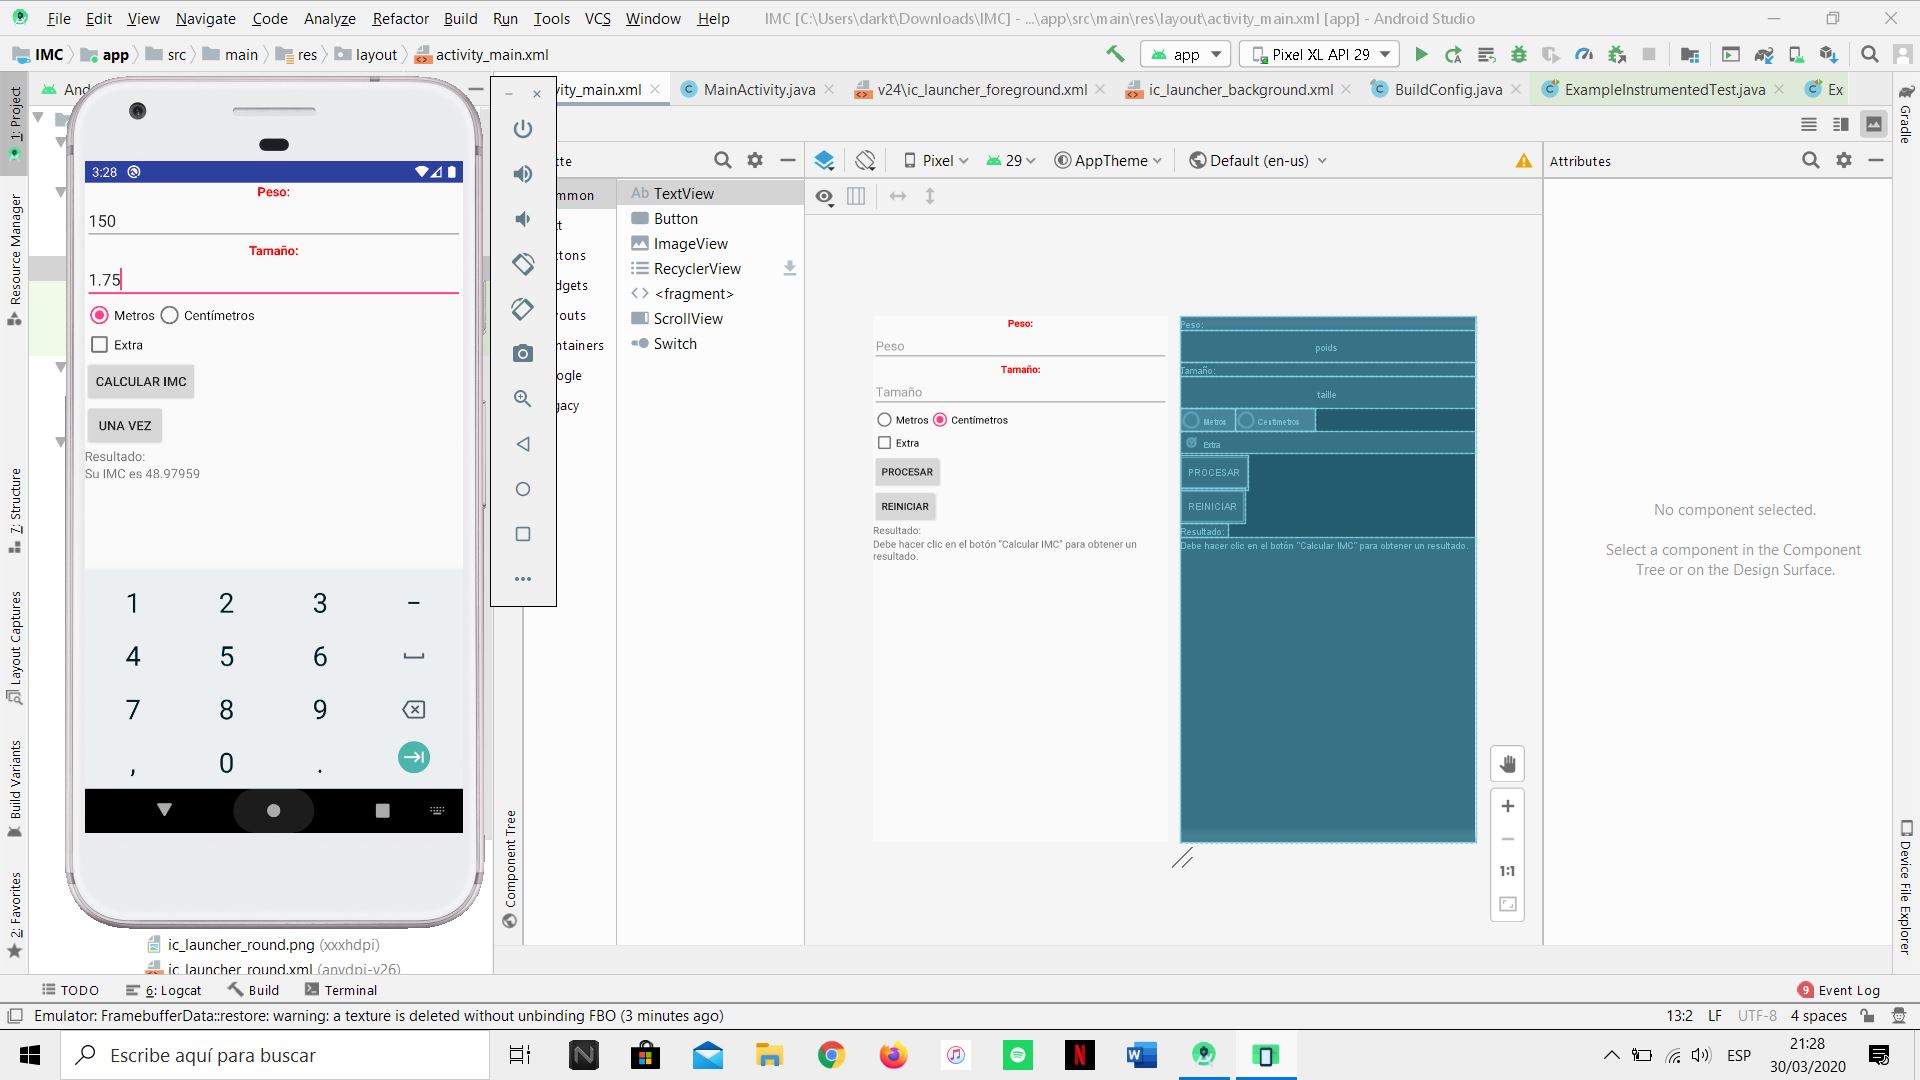 File Edit View Navigate Code Analyze Refactor Build Run Tools VCS Window Help IMC [C:\Users\darkt\Downloads\IMC] - ...\app\src\main\res\layout\activity_main.xml [app] - Android Studio
IMC app src main res layout activity_main.xml app Pixel XL API 29
And vity_main.xml MainActivity.java v24\ic_launcher_foreground.xml ic_launcher_background.xml BuildConfig.java ExampleInstrumentedTest.java Ex
1: Project
Resource Manager
7: Structure
Layout Captures
Build Variants
2: Favorites
3:28
Peso:
150
Tamaño:
1.75
Metros Centímetros
Extra
CALCULAR IMC
UNA VEZ
Resultado:
Su IMC es 48.97959
1 2 3 -
4 5 6
7 8 9
, 0 .
ic_launcher_round.png (xxxhdpi)
ic_launcher_round.xml (anydpi-v26)
tte
mmon
t
tons
dgets
outs
ntainers
ogle
gacy
Component Tree
Ab TextView
Button
ImageView
RecyclerView
<fragment>
ScrollView
Switch
Pixel 29 AppTheme Default (en-us)
Peso:
Peso
Tamaño:
Tamaño
Metros Centímetros
Extra
PROCESAR
REINICIAR
Resultado:
Debe hacer clic en el botón "Calcular IMC" para obtener un
resultado.
Peso:
poids
Tamaño:
taille
Metros Centímetros
Extra
PROCESAR
REINICIAR
Resultado:
Debe hacer clic en el botón "Calcular IMC" para obtener un resultado.
1:1
Attributes
No component selected.
Select a component in the Component
Tree or on the Design Surface.
Gradle
Device File Explorer
TODO 6: Logcat Build Terminal 9 Event Log
Emulator: FramebufferData::restore: warning: a texture is deleted without unbinding FBO (3 minutes ago) 13:2 LF UTF-8 4 spaces
Escribe aquí para buscar
ESP
21:28
30/03/2020